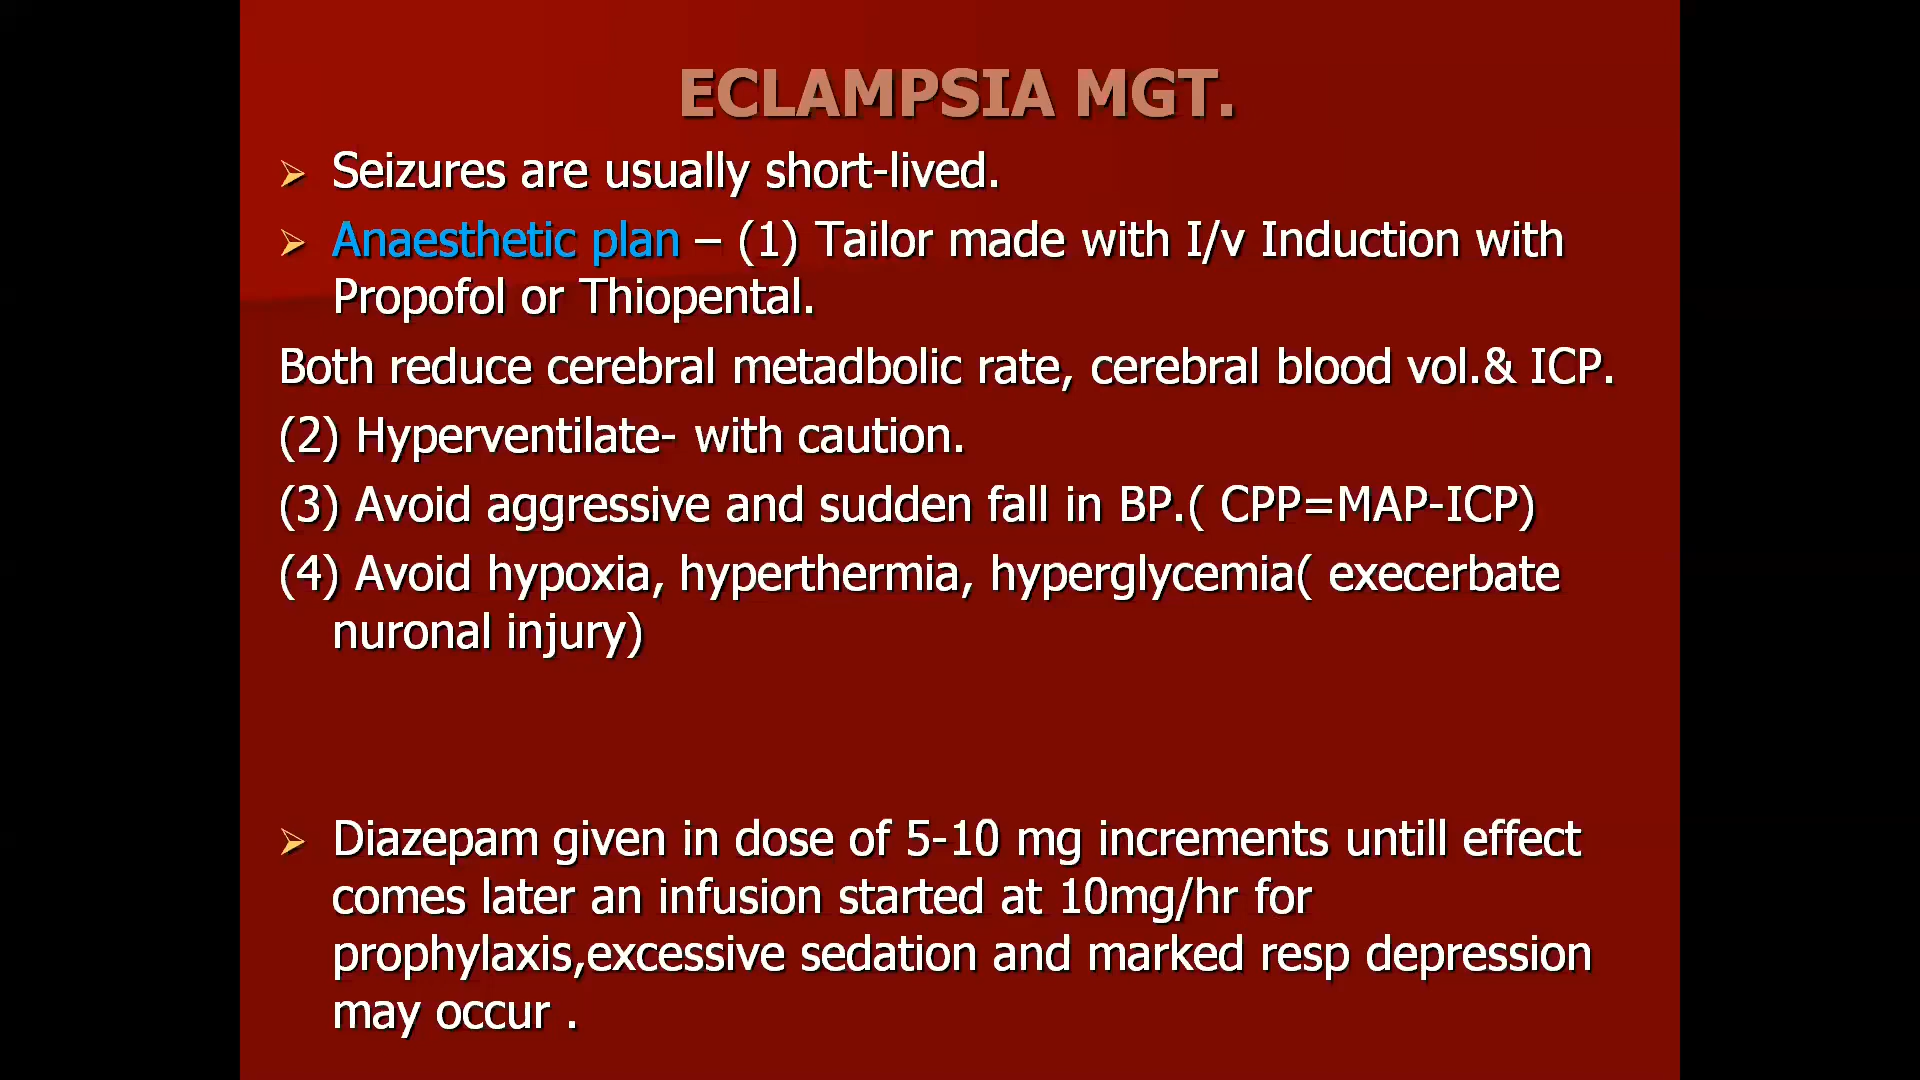 ECLAMPSIA MGT.
Seizures are usually short-lived.
Anaesthetic plan – (1) Tailor made with I/v Induction with
Propofol or Thiopental.
Both reduce cerebral metadbolic rate, cerebral blood vol.& ICP.
(2) Hyperventilate- with caution.
(3) Avoid aggressive and sudden fall in BP.( CPP=MAP-ICP)
(4) Avoid hypoxia, hyperthermia, hyperglycemia( execerbate
nuronal injury)
Diazepam given in dose of 5-10 mg increments untill effect
comes later an infusion started at 10mg/hr for
prophylaxis,excessive sedation and marked resp depression
may occur .